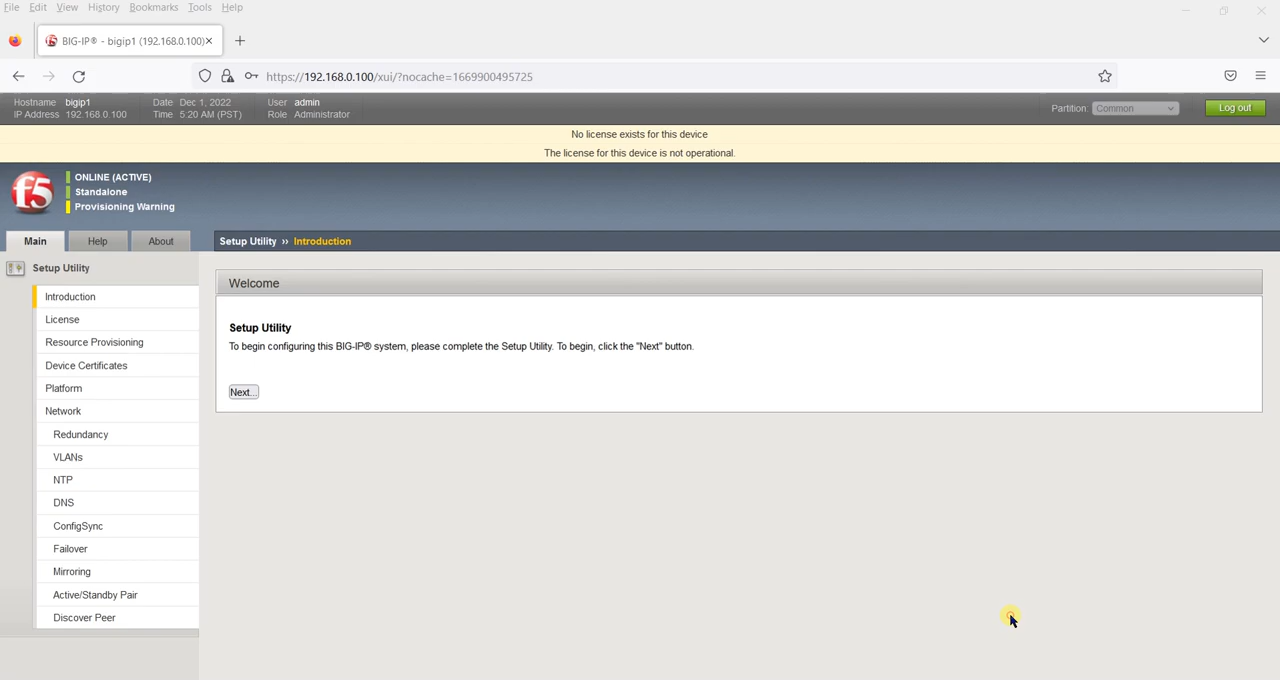 File Edit View History Bookmarks Tools Help
BIG-IP® - bigip1 (192.168.0.100)
https://192.168.0.100/xui/?nocache=1669900495725
Hostname bigip1 Date Dec 1, 2022 User admin
IP Address 192.168.0.100 Time 5:20 AM (PST) Role Administrator
Partition: Common Log out
No license exists for this device
The license for this device is not operational.
f5
ONLINE (ACTIVE)
Standalone
Provisioning Warning
Main Help About
Setup Utility ›› Introduction
Setup Utility
Introduction
License
Resource Provisioning
Device Certificates
Platform
Network
Redundancy
VLANs
NTP
DNS
ConfigSync
Failover
Mirroring
Active/Standby Pair
Discover Peer
Welcome
Setup Utility
To begin configuring this BIG-IP® system, please complete the Setup Utility. To begin, click the "Next" button.
Next...